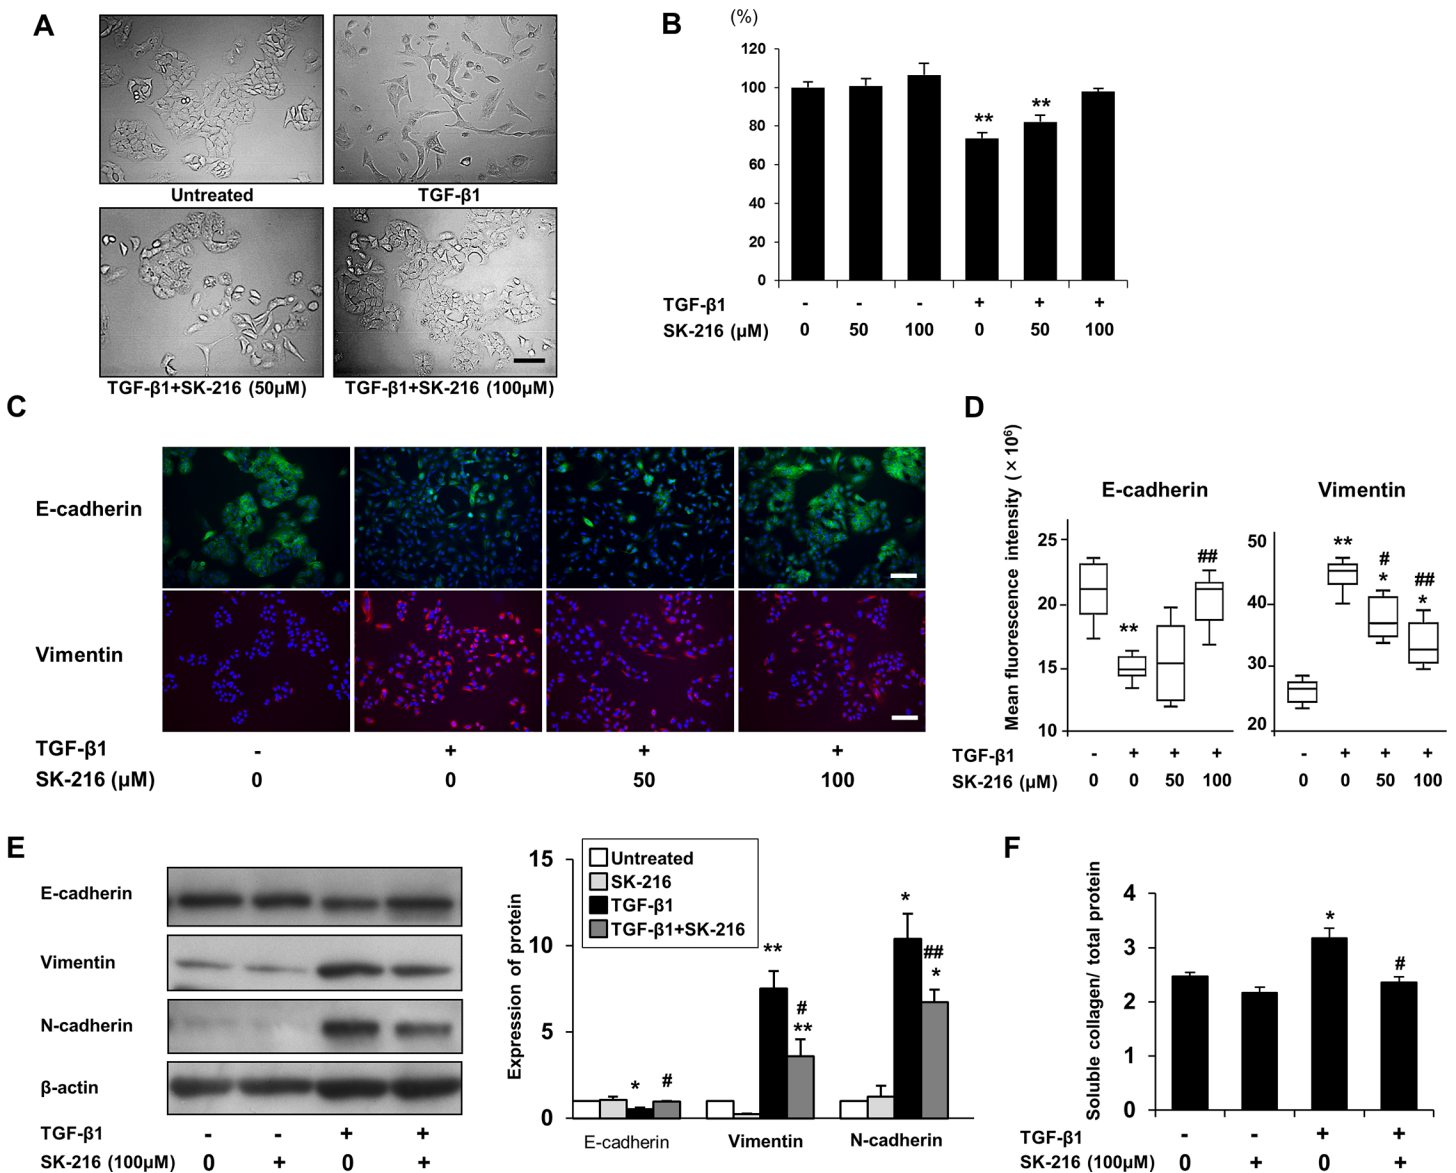 A
Untreated
TGF-β1
TGF-β1+SK-216 (50μM)
TGF-β1+SK-216 (100μM)
B
(%)
120
100
80
60
40
20
0
**
**
TGF-β1 - - - + + +
SK-216 (μM) 0 50 100 0 50 100
C
E-cadherin
Vimentin
TGF-β1 - + + +
SK-216 (μM) 0 0 50 100
D
Mean fluorescence intensity (×10⁶)
E-cadherin
25
20
15
10
**
##
Vimentin
50
40
30
20
**
#
*
##
*
TGF-β1 - + + + - + + +
SK-216 (μM) 0 0 50 100 0 0 50 100
E
E-cadherin
Vimentin
N-cadherin
β-actin
TGF-β1 - - + +
SK-216 (100μM) 0 + 0 +
Expression of protein
15
10
5
0
Untreated
SK-216
TGF-β1
TGF-β1+SK-216
*
#
**
#
**
*
##
*
E-cadherin
Vimentin
N-cadherin
F
Soluble collagen/ total protein
4
3
2
1
0
*
#
TGF-β1 - - + +
SK-216 (100μM) 0 + 0 +